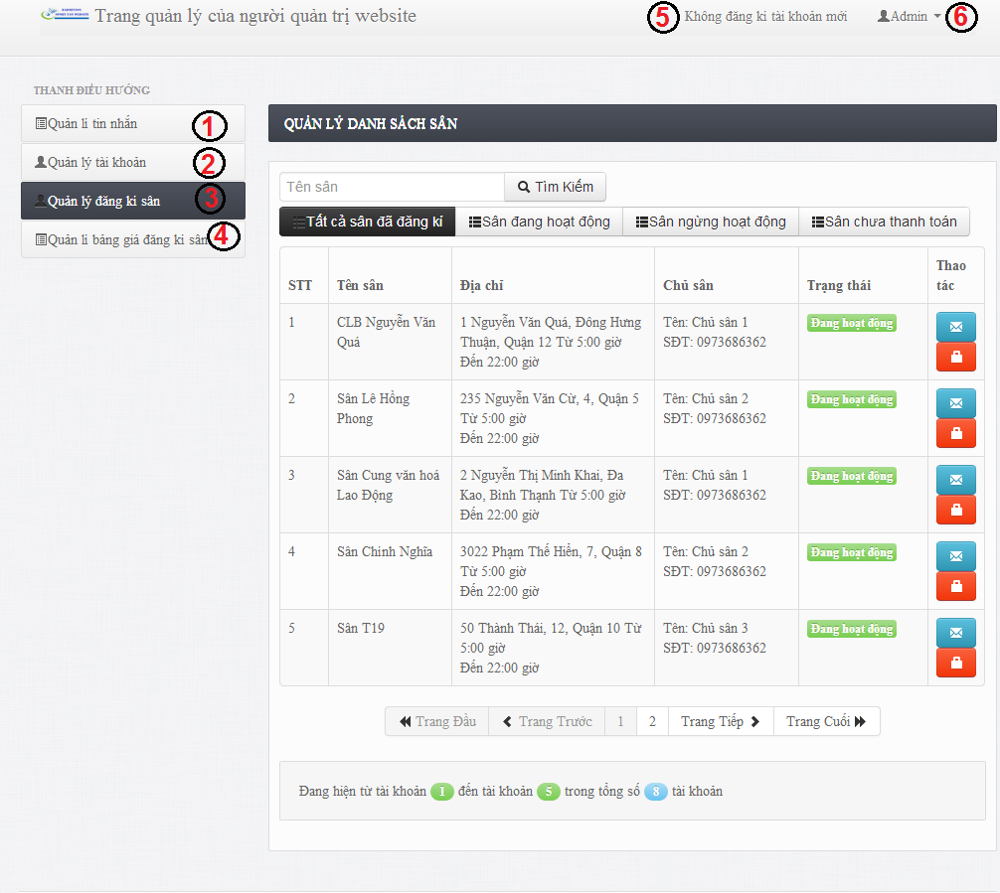 BADMINTON
SPORT VAN WEBSITE
Trang quản lý của người quản trị website
5 Không đăng kí tài khoản mới
Admin 6
THANH ĐIỀU HƯỚNG
Quản lí tin nhắn 1
Quản lý tài khoản 2
Quản lý đăng kí sân 3
Quản lí bảng giá đăng kí sân 4
QUẢN LÝ DANH SÁCH SÂN
Tên sân Tìm Kiếm
Tất cả sân đã đăng kí Sân đang hoạt động Sân ngừng hoạt động Sân chưa thanh toán
STT Tên sân Địa chỉ Chủ sân Trạng thái Thao
tác
1 CLB Nguyễn Văn 1 Nguyễn Văn Quá, Đông Hưng Tên: Chủ sân 1 Đang hoạt động
Quá Thuận, Quận 12 Từ 5:00 giờ SĐT: 0973686362
Đến 22:00 giờ
2 Sân Lê Hồng 235 Nguyễn Văn Cừ, 4, Quận 5 Tên: Chủ sân 2 Đang hoạt động
Phong Từ 5:00 giờ SĐT: 0973686362
Đến 22:00 giờ
3 Sân Cung văn hoá 2 Nguyễn Thị Minh Khai, Đa Tên: Chủ sân 1 Đang hoạt động
Lao Động Kao, Bình Thạnh Từ 5:00 giờ SĐT: 0973686362
Đến 22:00 giờ
4 Sân Chinh Nghĩa 3022 Phạm Thế Hiển, 7, Quận 8 Tên: Chủ sân 2 Đang hoạt động
Từ 5:00 giờ SĐT: 0973686362
Đến 22:00 giờ
5 Sân T19 50 Thành Thái, 12, Quận 10 Từ Tên: Chủ sân 3 Đang hoạt động
5:00 giờ SĐT: 0973686362
Đến 22:00 giờ
Trang Đầu Trang Trước 1 2 Trang Tiếp Trang Cuối
Đang hiện từ tài khoản 1 đến tài khoản 5 trong tổng số 8 tài khoản